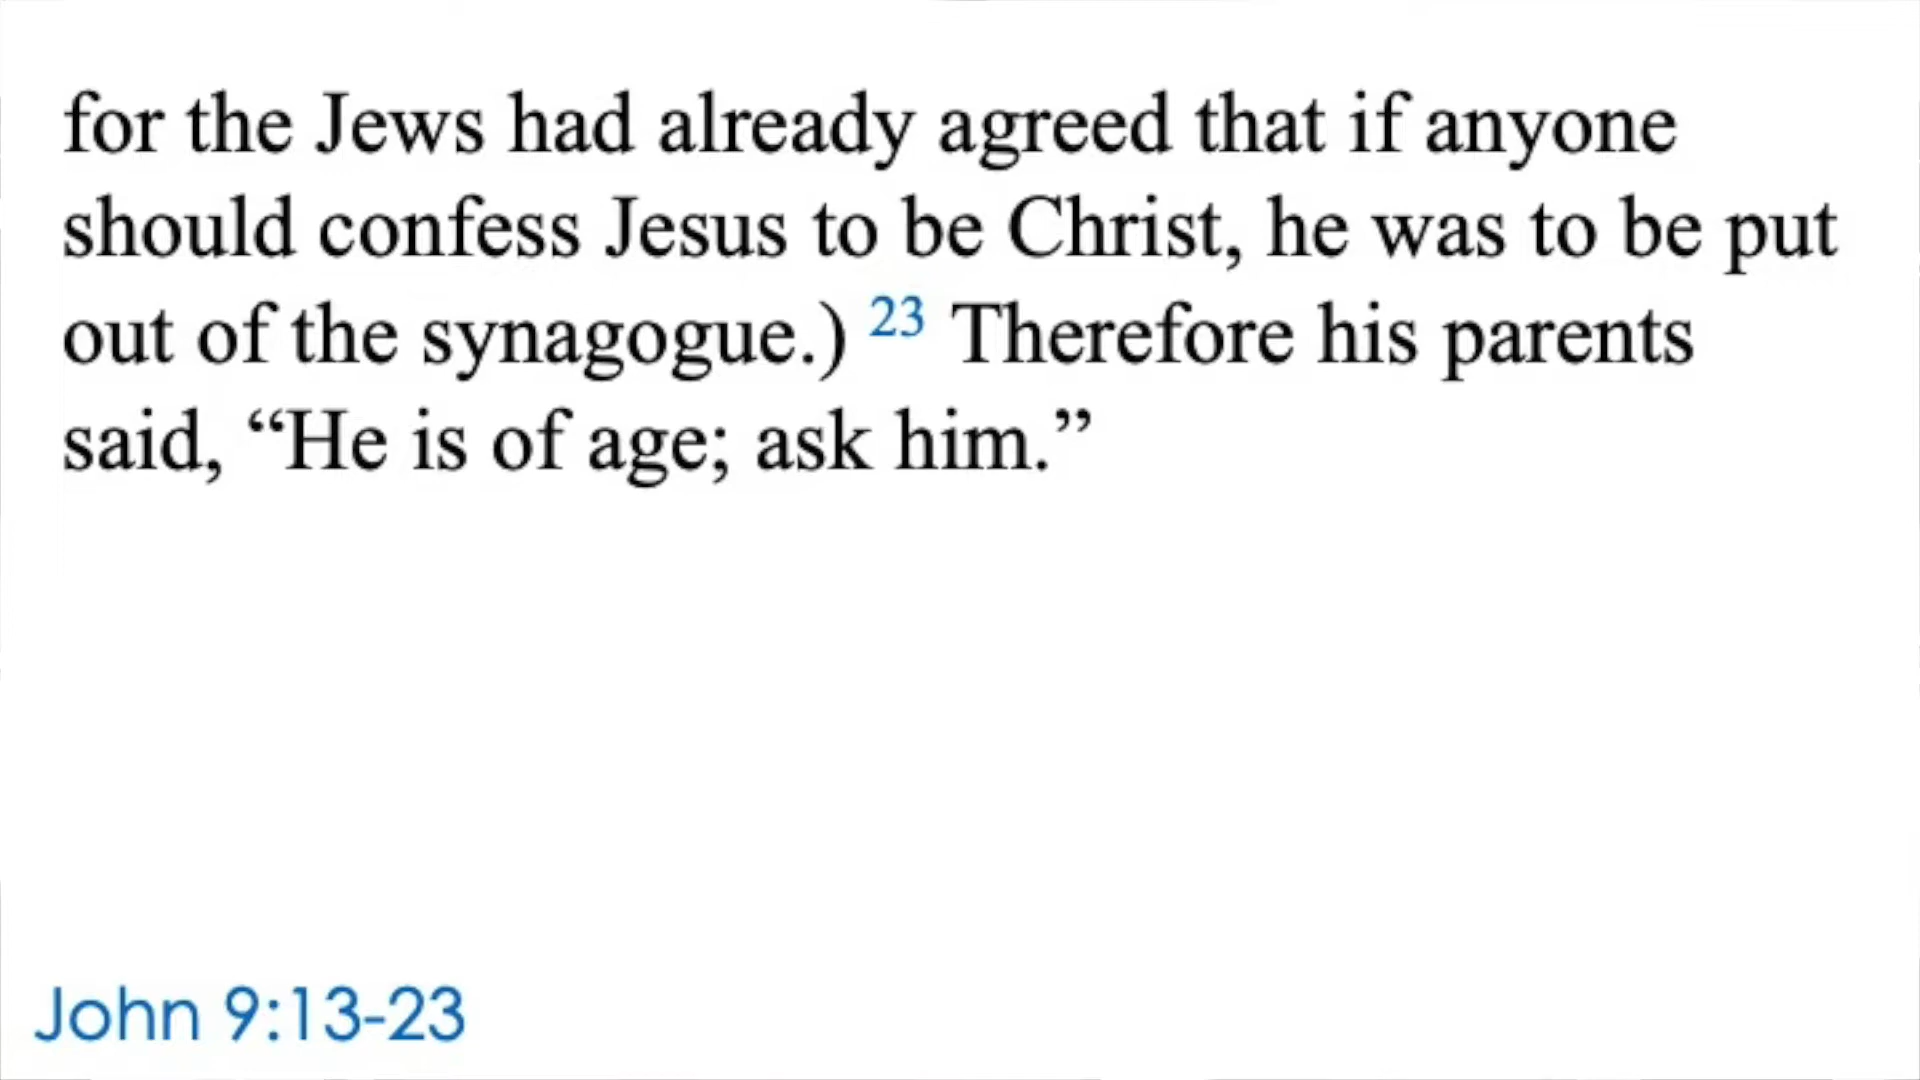 for the Jews had already agreed that if anyone
should confess Jesus to be Christ, he was to be put
out of the synagogue.) 23 Therefore his parents
said, “He is of age; ask him.”
John 9:13-23